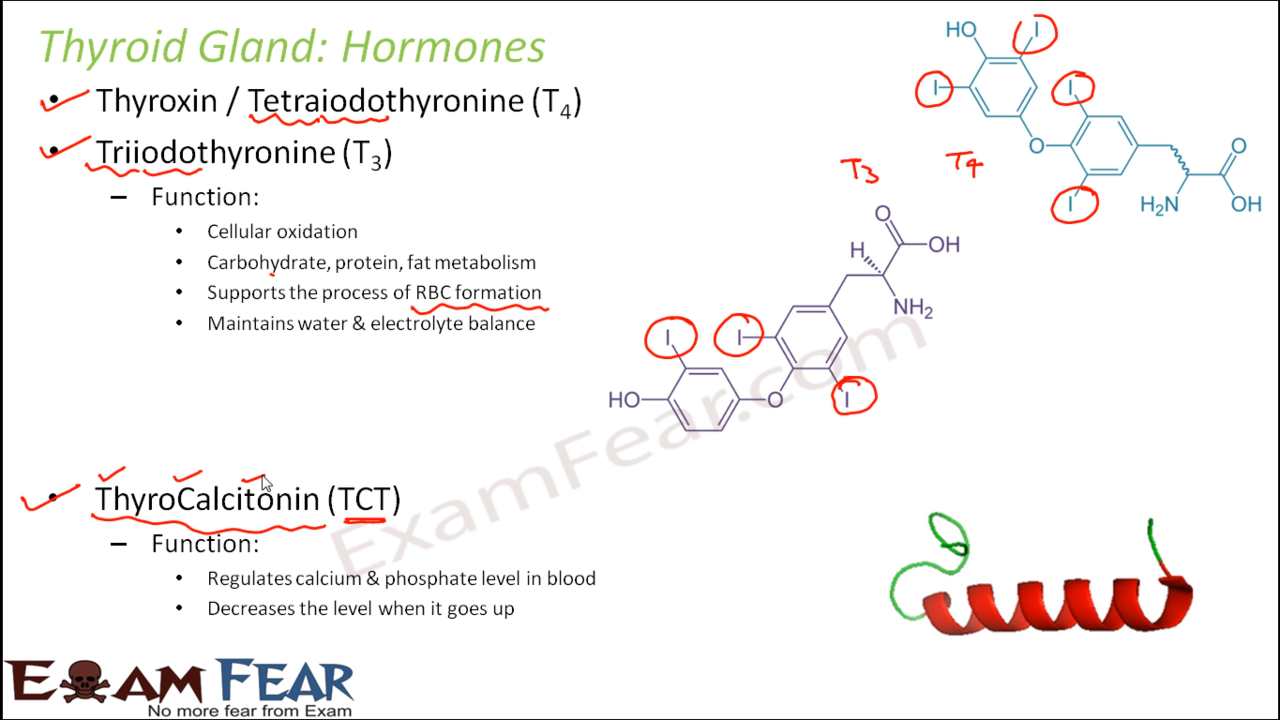 Thyroid Gland: Hormones
• Thyroxin / Tetraiodothyronine (T₄)
• Triiodothyronine (T₃)
– Function:
• Cellular oxidation
• Carbohydrate, protein, fat metabolism
• Supports the process of RBC formation
• Maintains water & electrolyte balance
• ThyroCalcitonin (TCT)
– Function:
• Regulates calcium & phosphate level in blood
• Decreases the level when it goes up
HO
I
I
I
O
I
O
H₂N
OH
T₃
T₄
O
H
OH
NH₂
I
I
HO
O
I
ExamFear.com
EXAM FEAR
No more fear from Exam